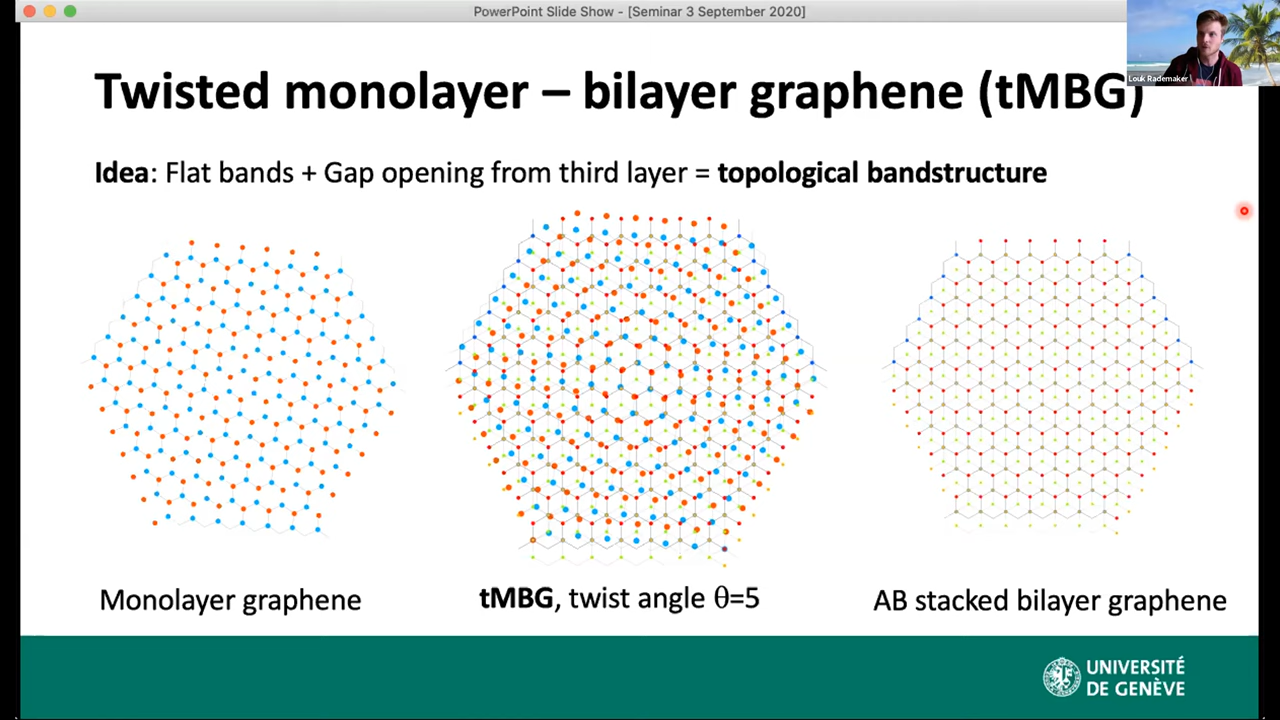 PowerPoint Slide Show - [Seminar 3 September 2020]
Louk Rademaker
Twisted monolayer – bilayer graphene (tMBG)
Idea: Flat bands + Gap opening from third layer = topological bandstructure
Monolayer graphene
tMBG, twist angle θ=5
AB stacked bilayer graphene
UNIVERSITÉ
DE GENÈVE